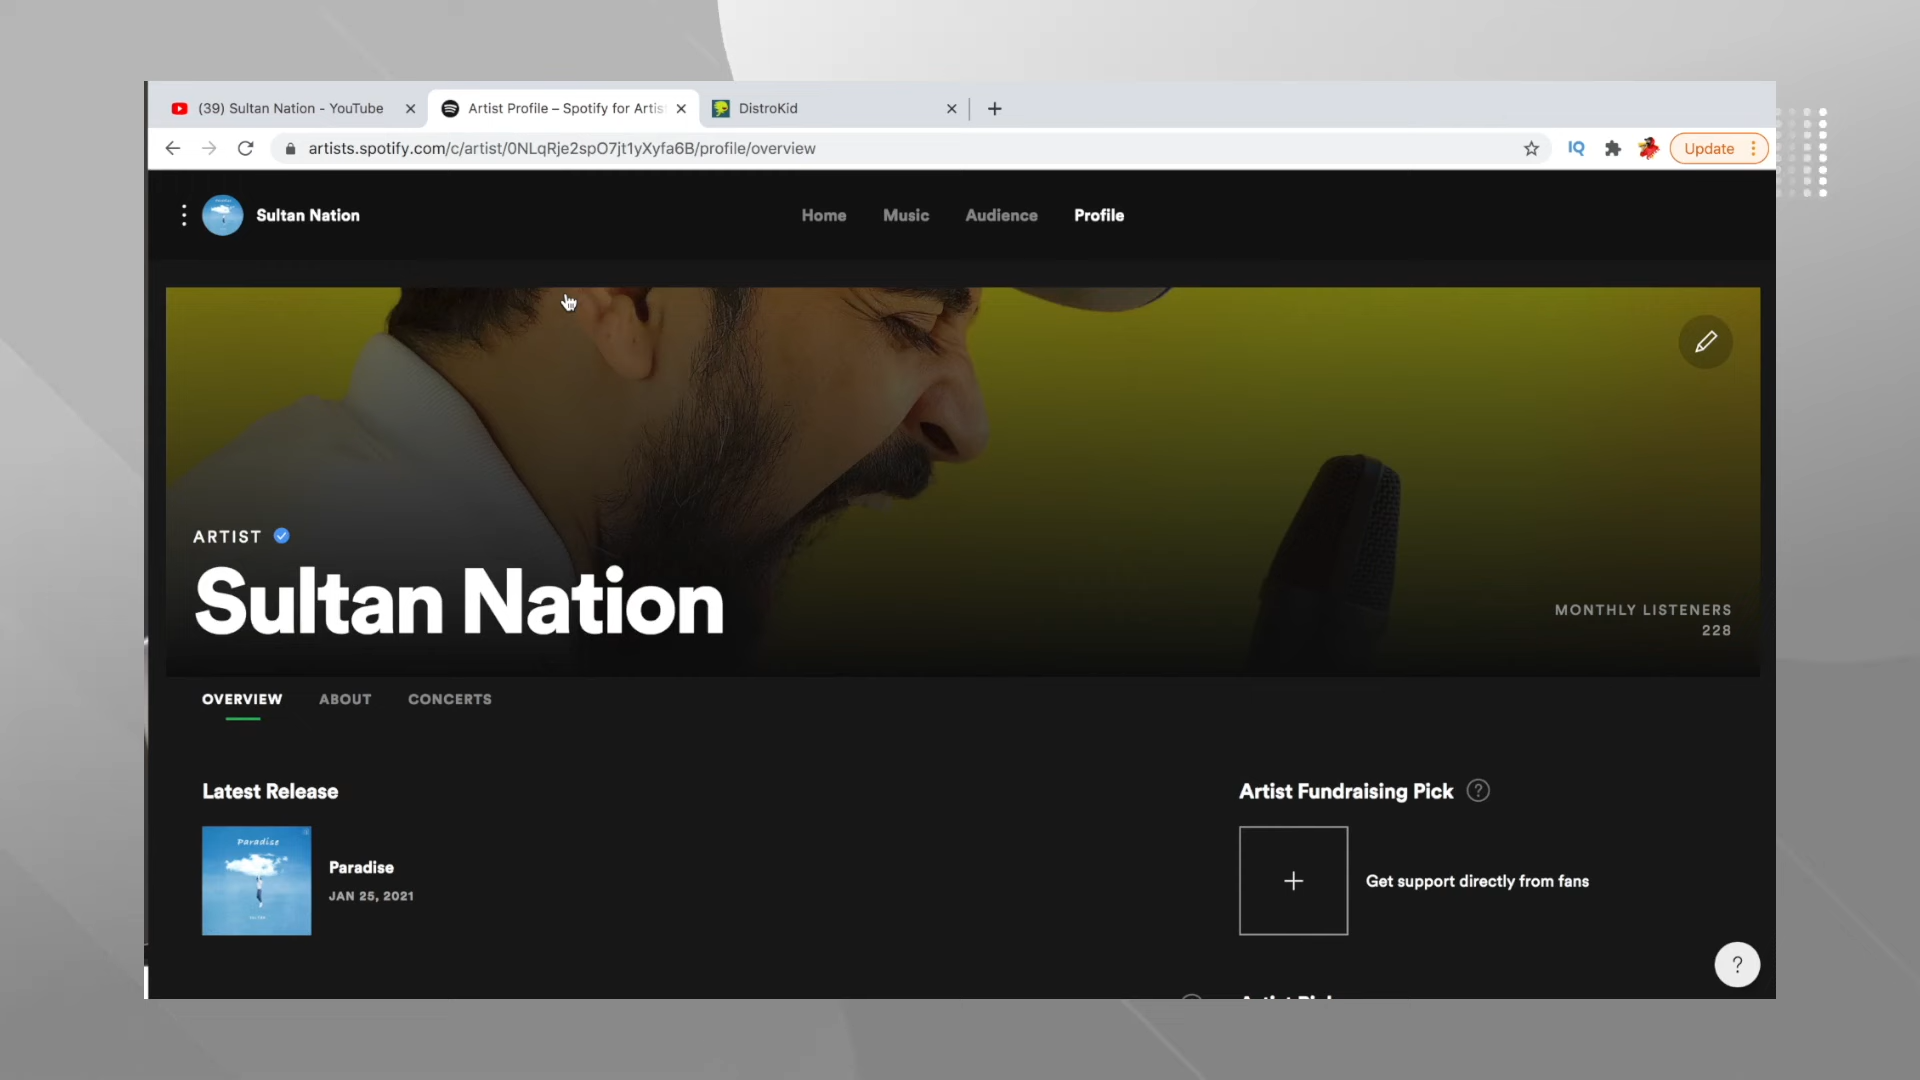 (39) Sultan Nation - YouTube
Artist Profile – Spotify for Artis
DistroKid
artists.spotify.com/c/artist/0NLqRje2spO7jt1yXyfa6B/profile/overview
IQ
Update
Sultan Nation
Home
Music
Audience
Profile
ARTIST
Sultan Nation
MONTHLY LISTENERS
228
OVERVIEW
ABOUT
CONCERTS
Latest Release
Artist Fundraising Pick ?
Paradise
Paradise
JAN 25, 2021
+
Get support directly from fans
?